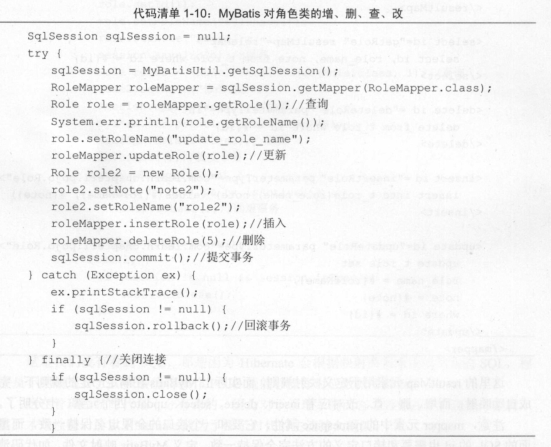 代码清单 1-10：MyBatis 对角色类的增、删、查、改
SqlSession sqlSession = null;
try {
    sqlSession = MyBatisUtil.getSqlSession();
    RoleMapper roleMapper = sqlSession.getMapper(RoleMapper.class);
    Role role = roleMapper.getRole(1);//查询
    System.err.println(role.getRoleName());
    role.setRoleName("update_role_name");
    roleMapper.updateRole(role);//更新
    Role role2 = new Role();
    role2.setNote("note2");
    role2.setRoleName("role2");
    roleMapper.insertRole(role);//插入
    roleMapper.deleteRole(5);//删除
    sqlSession.commit();//提交事务
} catch (Exception ex) {
    ex.printStackTrace();
    if (sqlSession != null) {
        sqlSession.rollback();//回滚事务
    }
} finally {//关闭连接
    if (sqlSession != null) {
        sqlSession.close();
    }
}